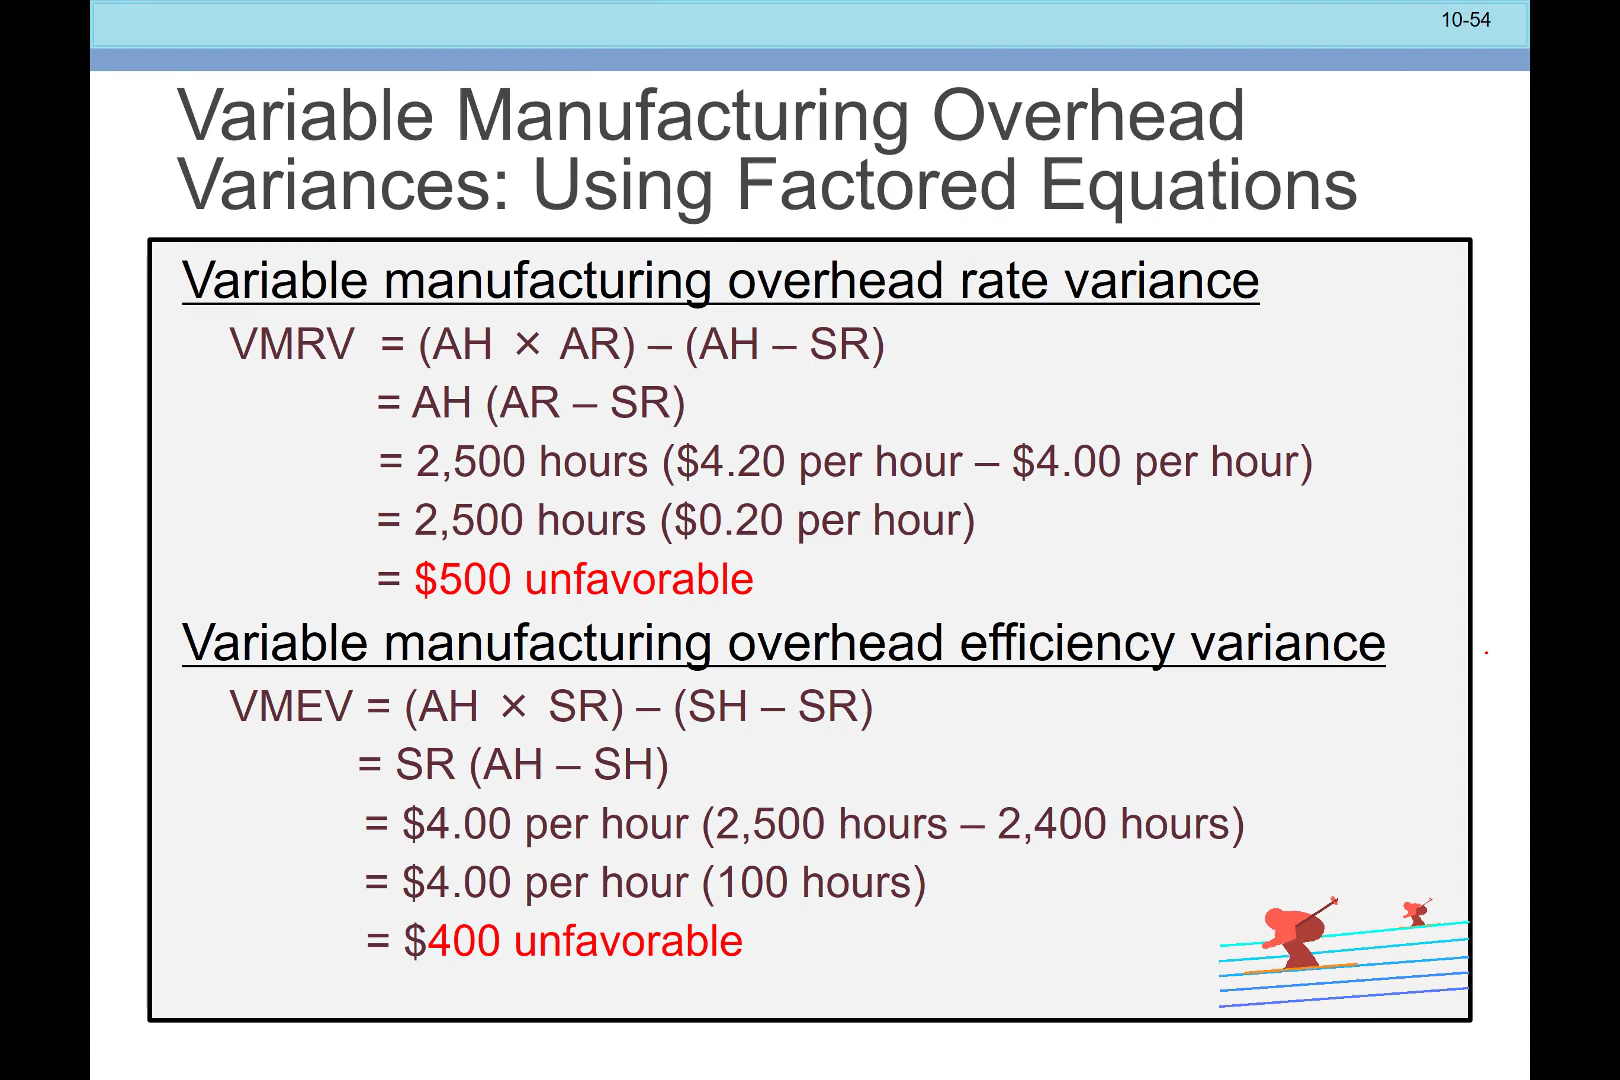 10-54
Variable Manufacturing Overhead
Variances: Using Factored Equations
Variable manufacturing overhead rate variance
VMRV = (AH × AR) – (AH – SR)
= AH (AR – SR)
= 2,500 hours ($4.20 per hour – $4.00 per hour)
= 2,500 hours ($0.20 per hour)
= $500 unfavorable
Variable manufacturing overhead efficiency variance
VMEV = (AH × SR) – (SH – SR)
= SR (AH – SH)
= $4.00 per hour (2,500 hours – 2,400 hours)
= $4.00 per hour (100 hours)
= $400 unfavorable